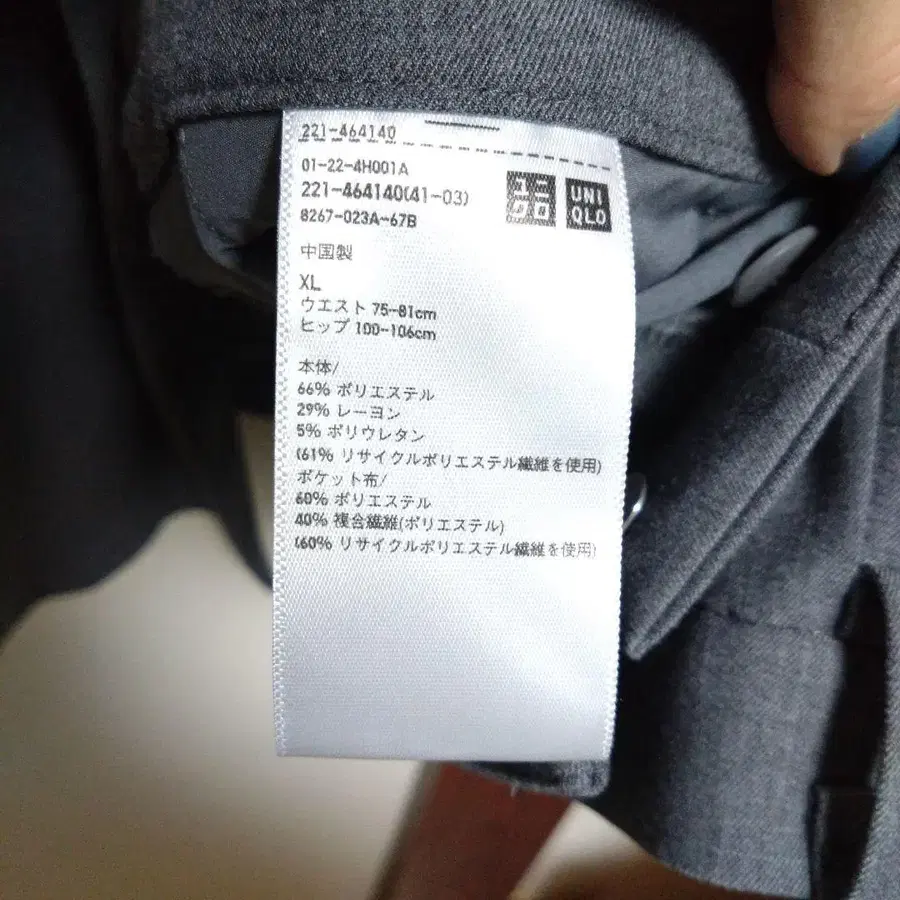 221-464140
01-22-4H001A
221-464140(41-03)
8267-023A-67B
ユニ
クロ
UNI
QLO
中国製
XL
ウエスト 75-81cm
ヒップ 100-106cm
本体/
66% ポリエステル
29% レーヨン
5% ポリウレタン
(61% リサイクルポリエステル繊維を使用)
ポケット布/
60% ポリエステル
40% 複合繊維(ポリエステル)
(60% リサイクルポリエステル繊維を使用)